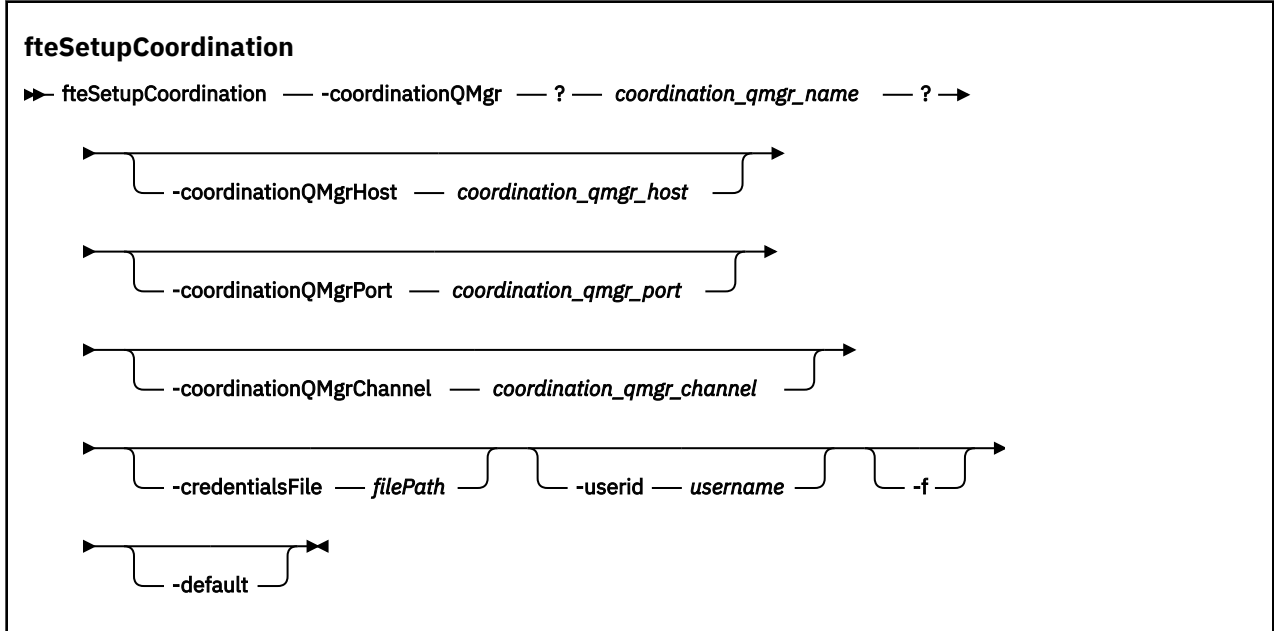 fteSetupCoordination
fteSetupCoordination -coordinationQMgr ? coordination_qmgr_name ?
-coordinationQMgrHost coordination_qmgr_host
-coordinationQMgrPort coordination_qmgr_port
-coordinationQMgrChannel coordination_qmgr_channel
-credentialsFile filePath -userid username -f
-default